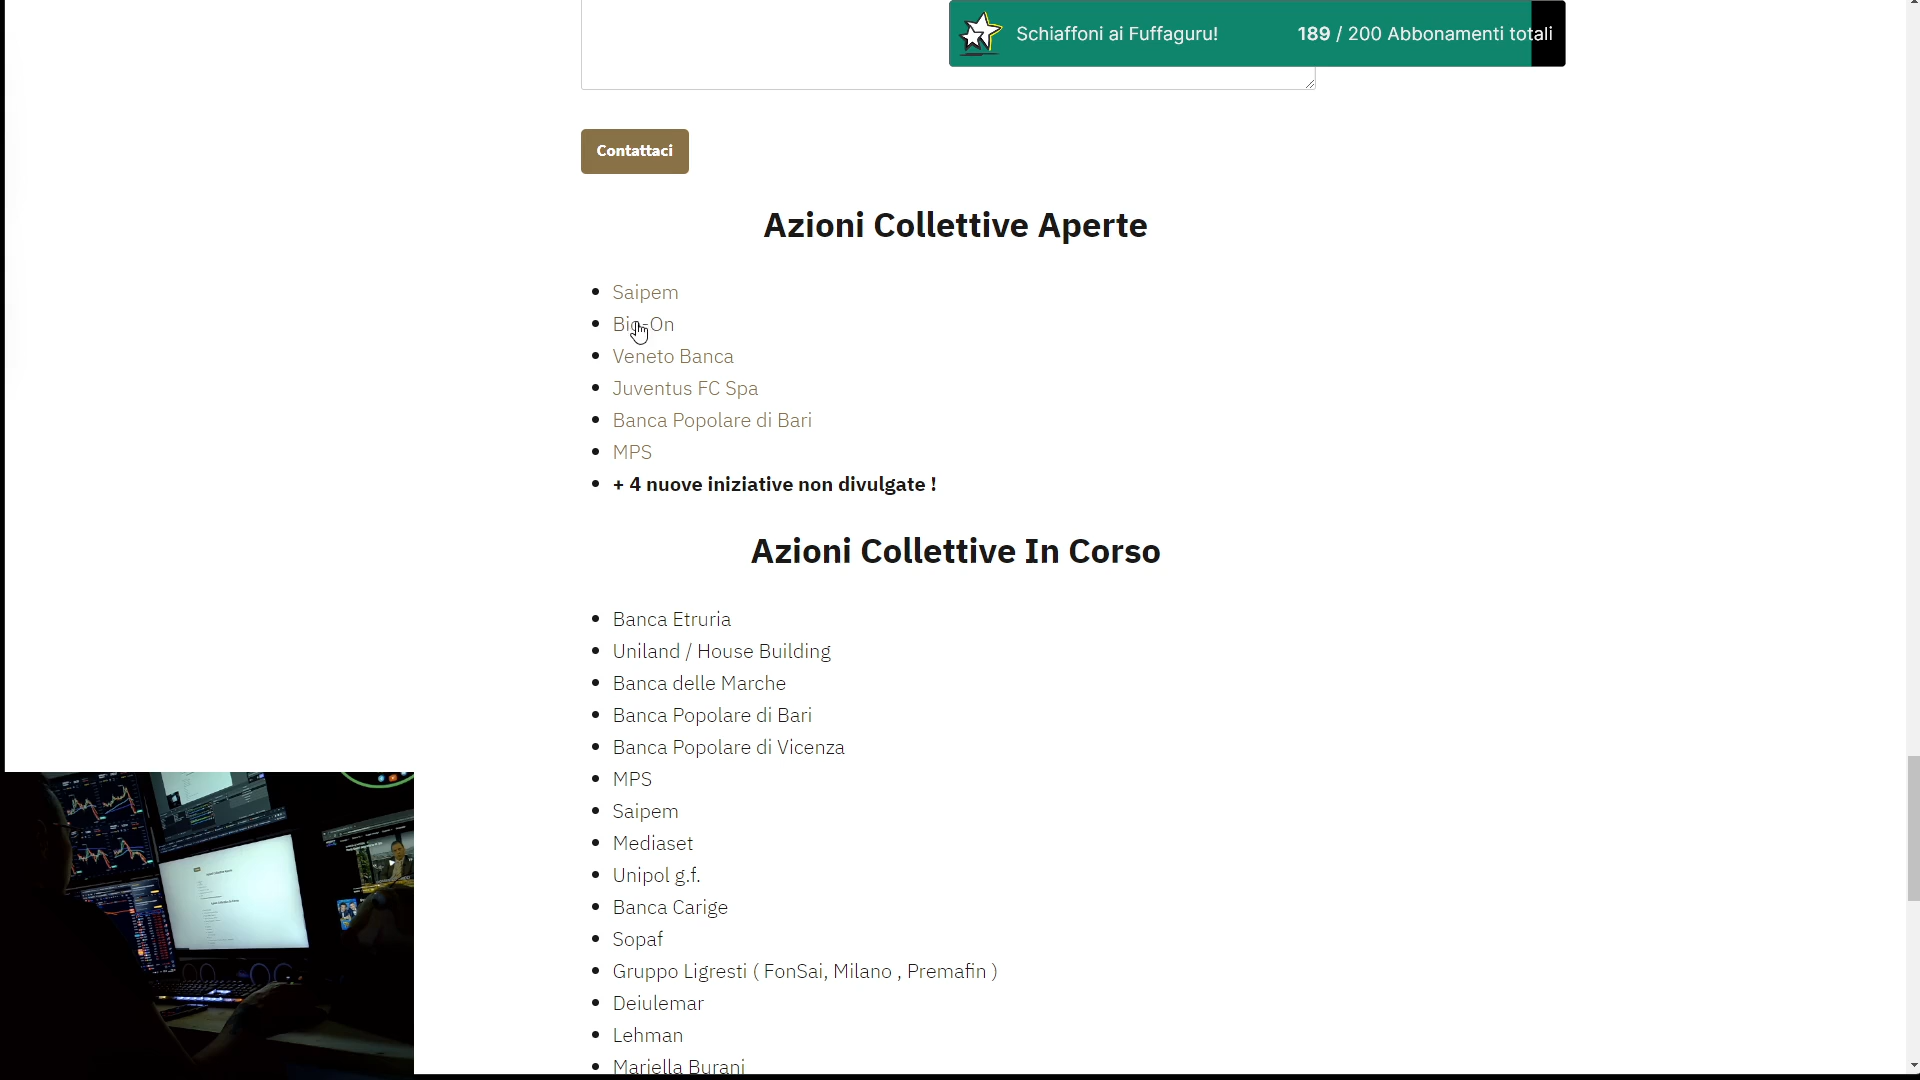 Schiaffoni ai Fuffaguru! 189 / 200 Abbonamenti totali
Contattaci
Azioni Collettive Aperte
Saipem
Bio-On
Veneto Banca
Juventus FC Spa
Banca Popolare di Bari
MPS
+ 4 nuove iniziative non divulgate !
Azioni Collettive In Corso
Banca Etruria
Uniland / House Building
Banca delle Marche
Banca Popolare di Bari
Banca Popolare di Vicenza
MPS
Saipem
Mediaset
Unipol g.f.
Banca Carige
Sopaf
Gruppo Ligresti ( FonSai, Milano , Premafin )
Deiulemar
Lehman
Mariella Burani